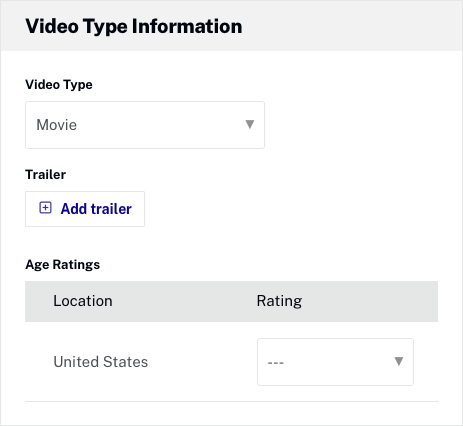 Video Type Information
Video Type
Movie
Trailer
Add trailer
Age Ratings
Location Rating
United States ---